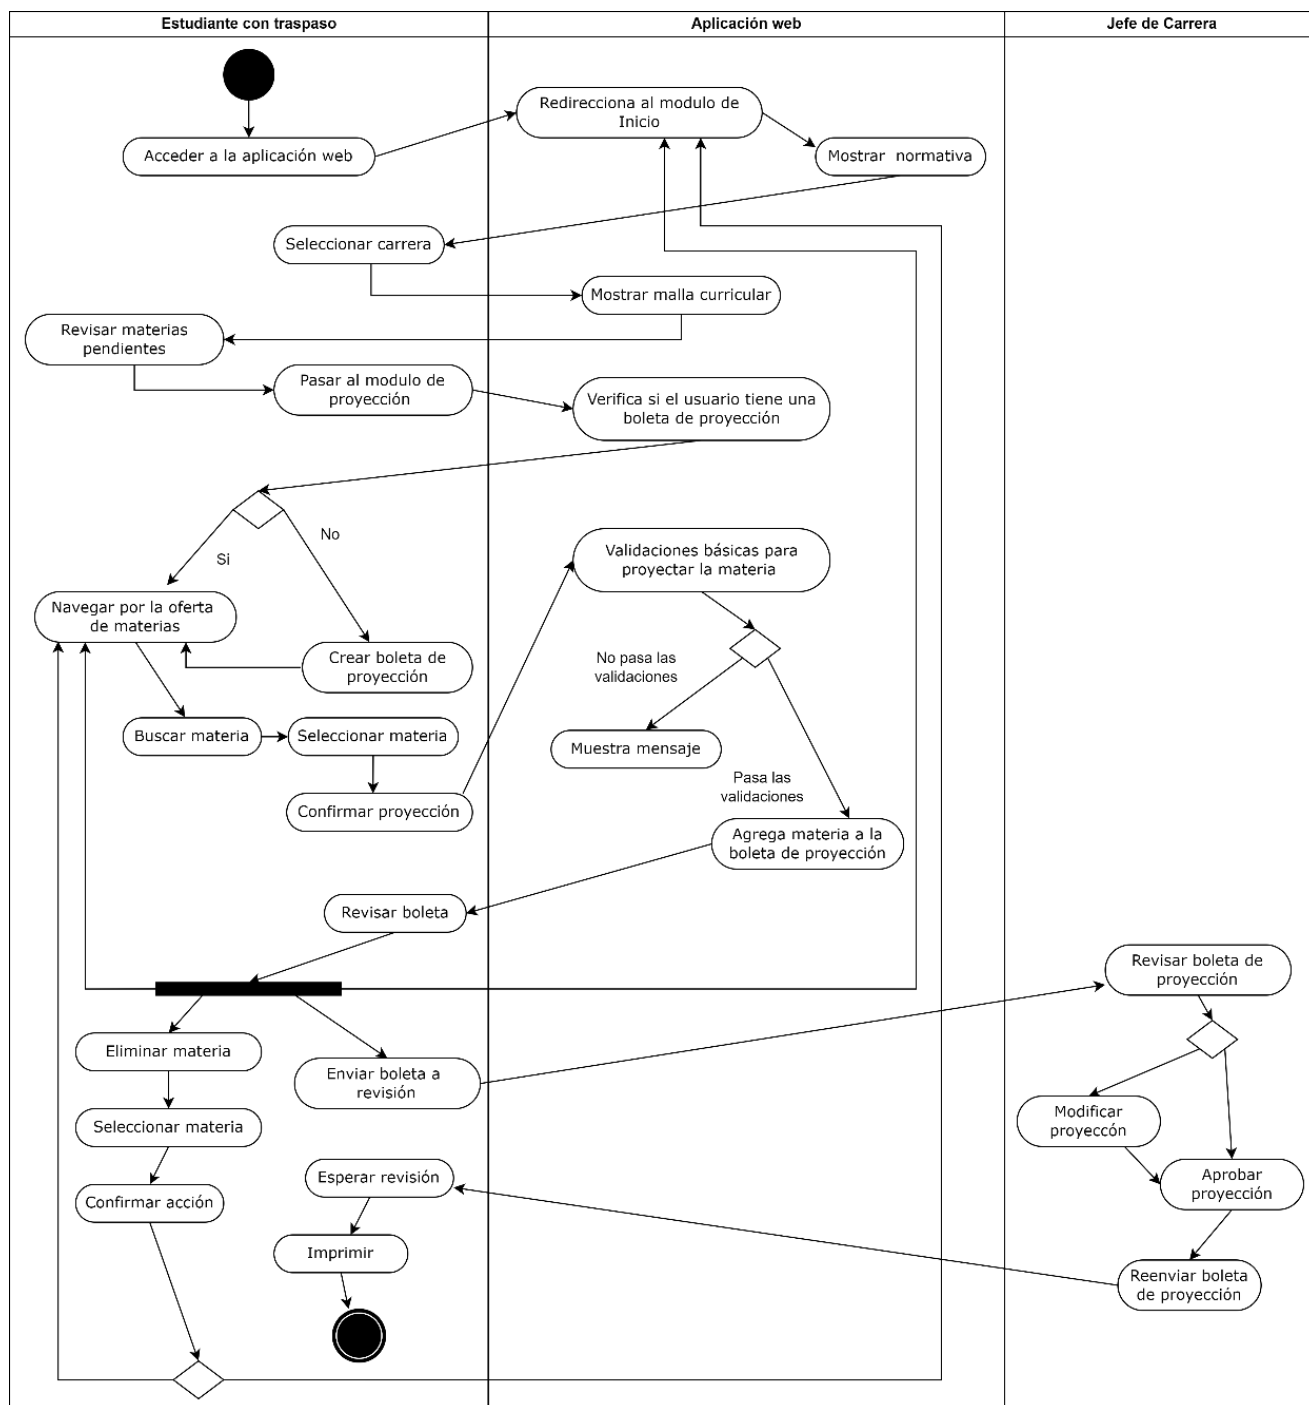 Estudiante con traspaso
Aplicación web
Jefe de Carrera
Redirecciona al modulo de
Inicio
Acceder a la aplicación web
Mostrar normativa
Seleccionar carrera
Mostrar malla curricular
Revisar materias
pendientes
Pasar al modulo de
proyección
Verifica si el usuario tiene una
boleta de proyección
No
Si
Validaciones básicas para
proyectar la materia
Navegar por la oferta
de materias
Crear boleta de
proyección
No pasa las
validaciones
Buscar materia
Seleccionar materia
Muestra mensaje
Pasa las
validaciones
Confirmar proyección
Agrega materia a la
boleta de proyección
Revisar boleta
Revisar boleta de
proyección
Eliminar materia
Enviar boleta a
revisión
Modificar
proyeccón
Seleccionar materia
Esperar revisión
Aprobar
proyección
Confirmar acción
Imprimir
Reenviar boleta
de proyección